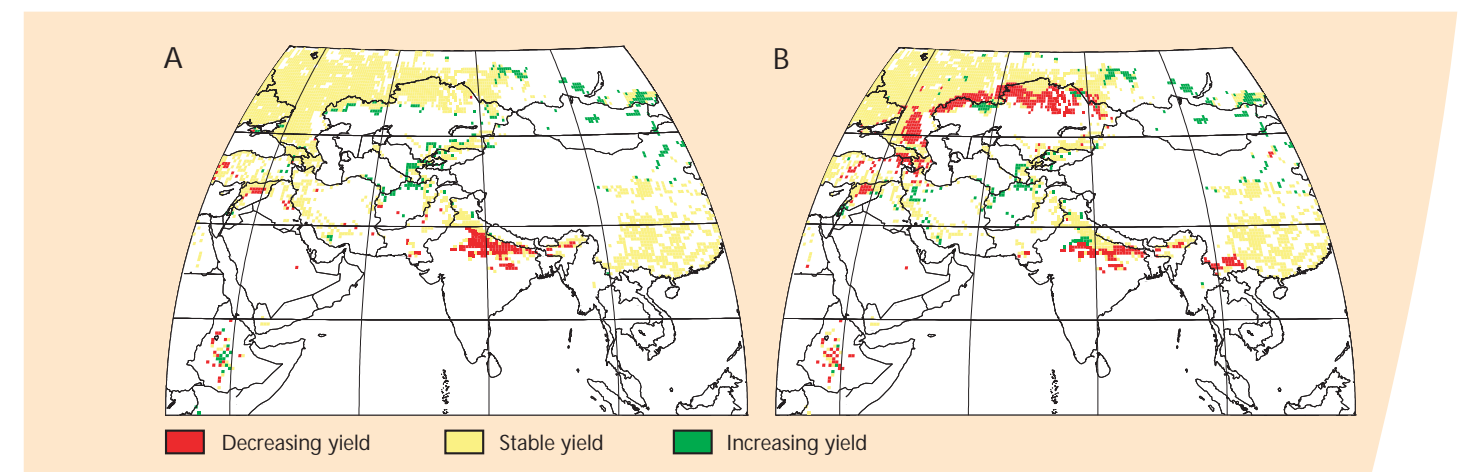 A
B
Decreasing yield
Stable yield
Increasing yield